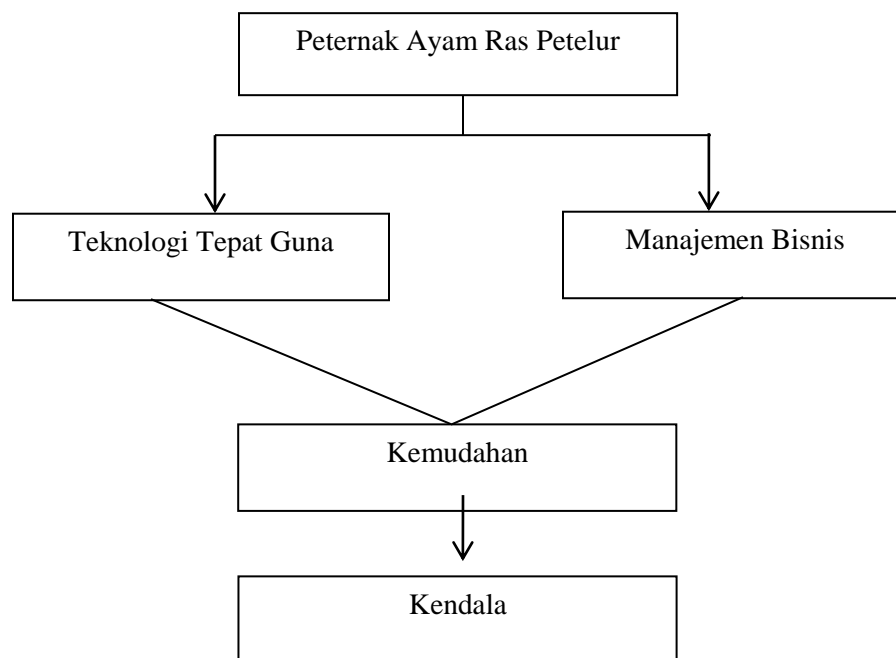 Peternak Ayam Ras Petelur
Teknologi Tepat Guna
Manajemen Bisnis
Kemudahan
Kendala